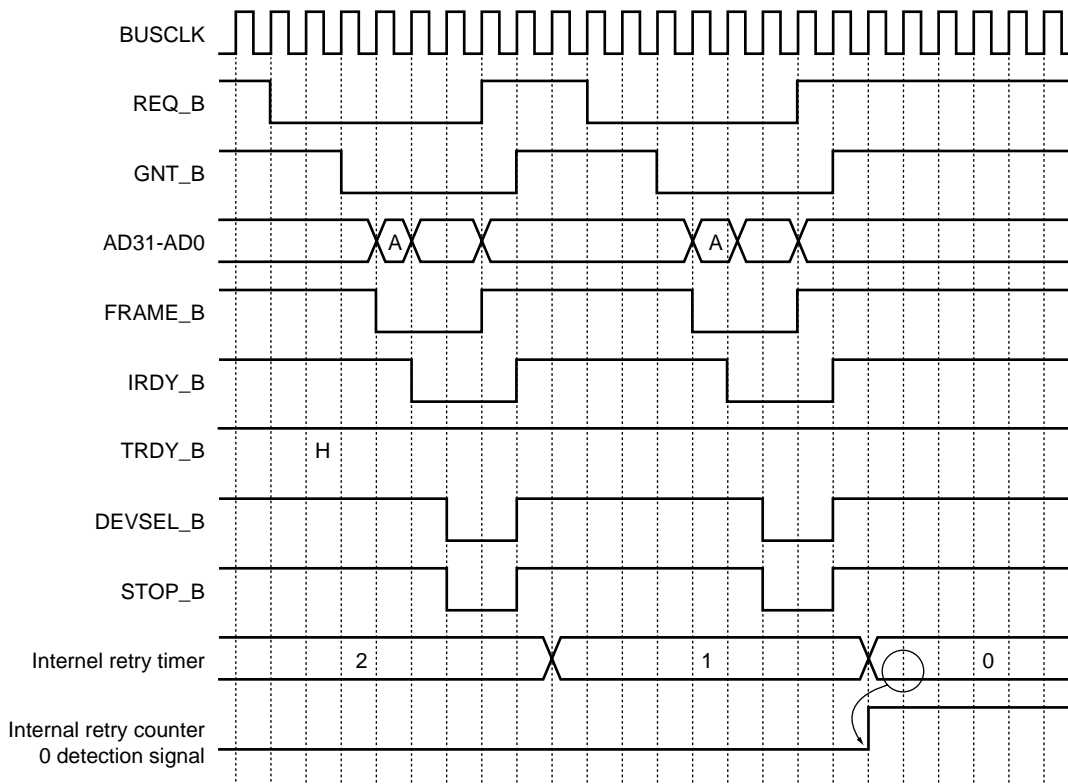 BUSCLK
REQ_B
GNT_B
AD31-AD0
A
A
FRAME_B
IRDY_B
TRDY_B
H
DEVSEL_B
STOP_B
Internel retry timer
2
1
0
Internal retry counter
0 detection signal